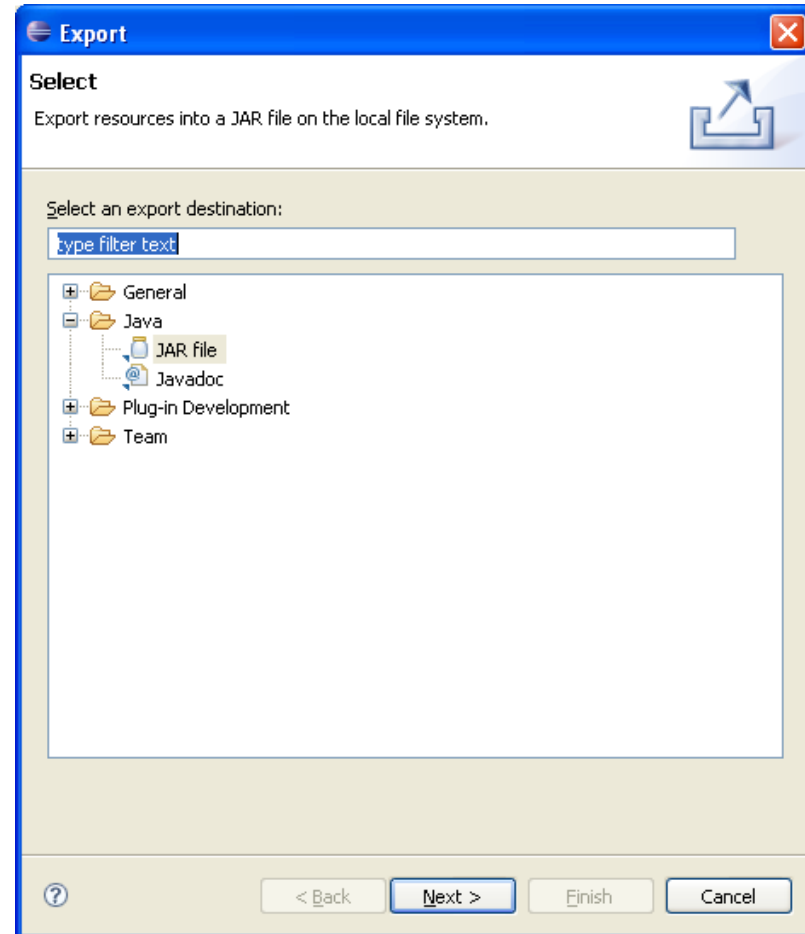 Export
Select
Export resources into a JAR file on the local file system.
Select an export destination:
type filter text
General
Java
JAR file
Javadoc
Plug-in Development
Team
< Back Next > Finish Cancel